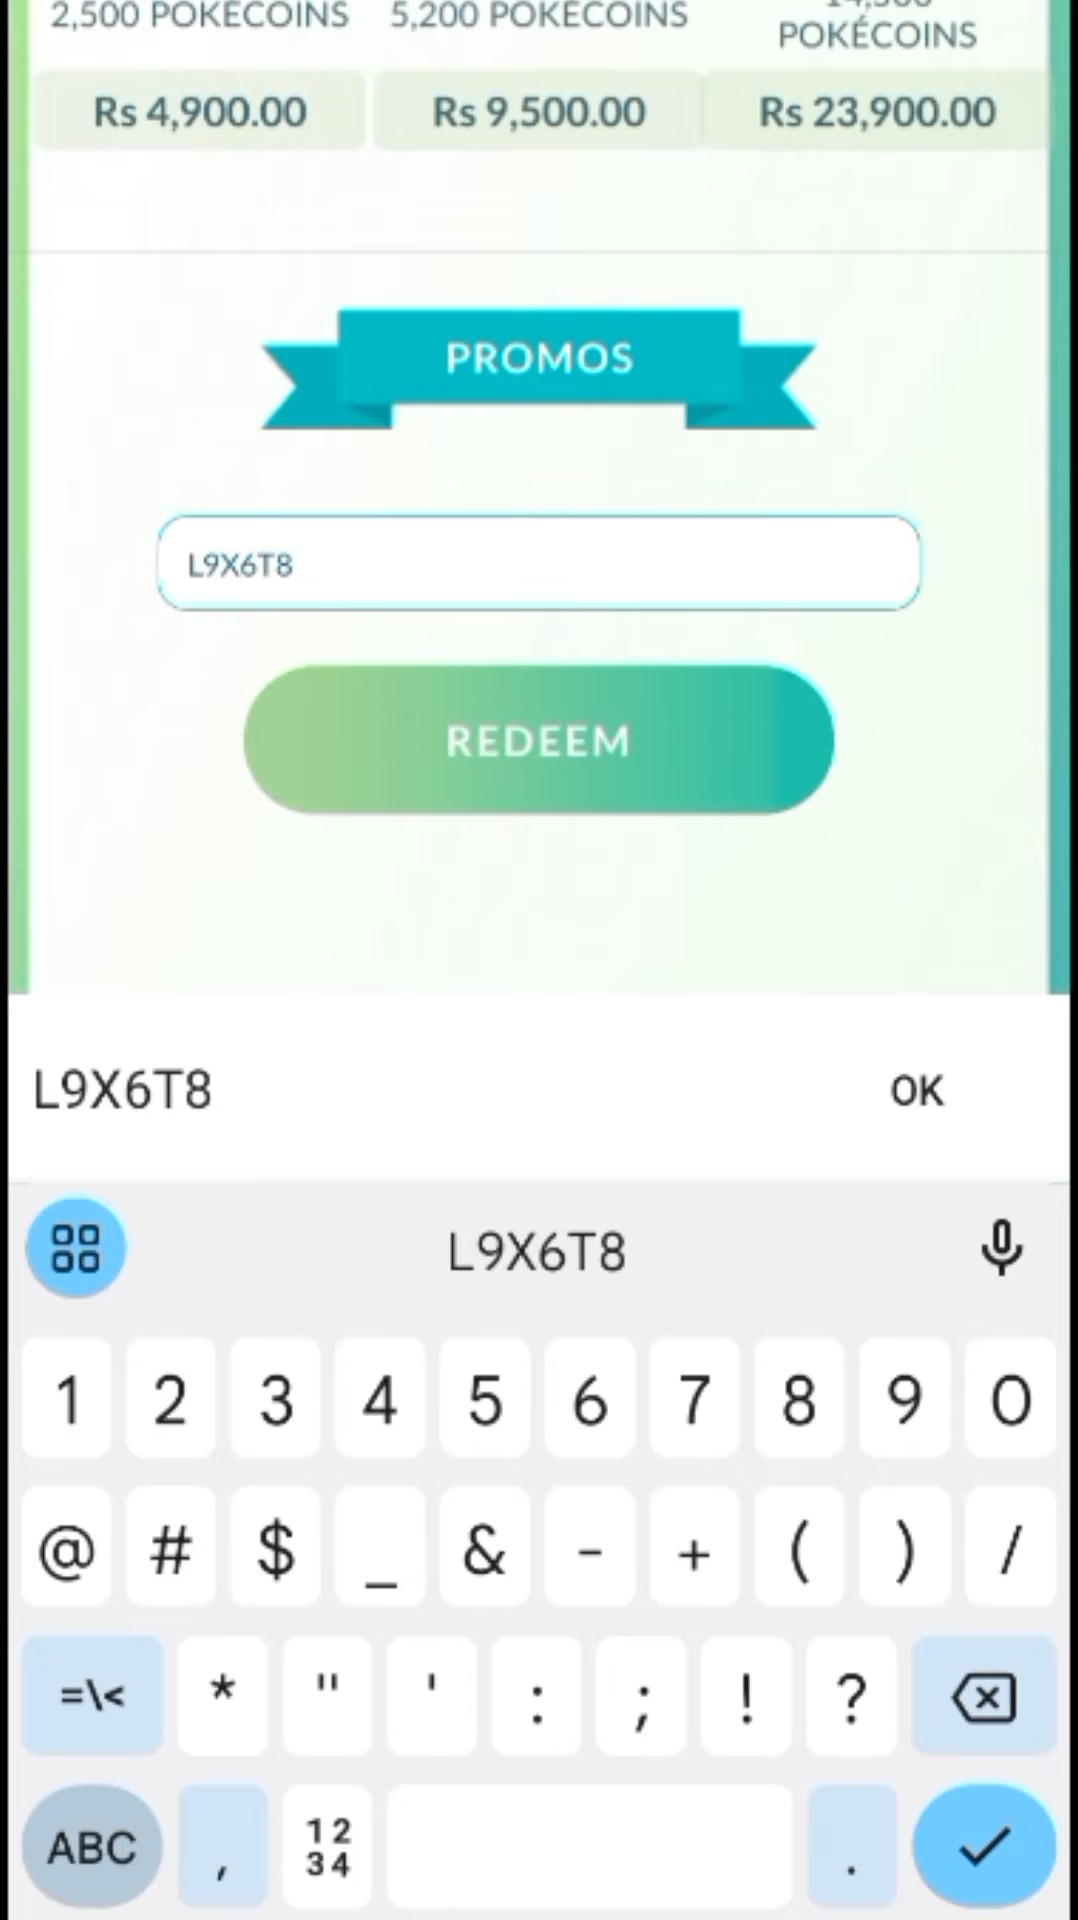 2,500 POKÉCOINS 5,200 POKÉCOINS
POKÉCOINS
Rs 4,900.00 Rs 9,500.00 Rs 23,900.00
PROMOS
L9X6T8
REDEEM
L9X6T8 OK
L9X6T8
1 2 3 4 5 6 7 8 9 0
@ # $ _ & - + ( ) /
=\< * " ' : ; ! ?
ABC , 12 .
34